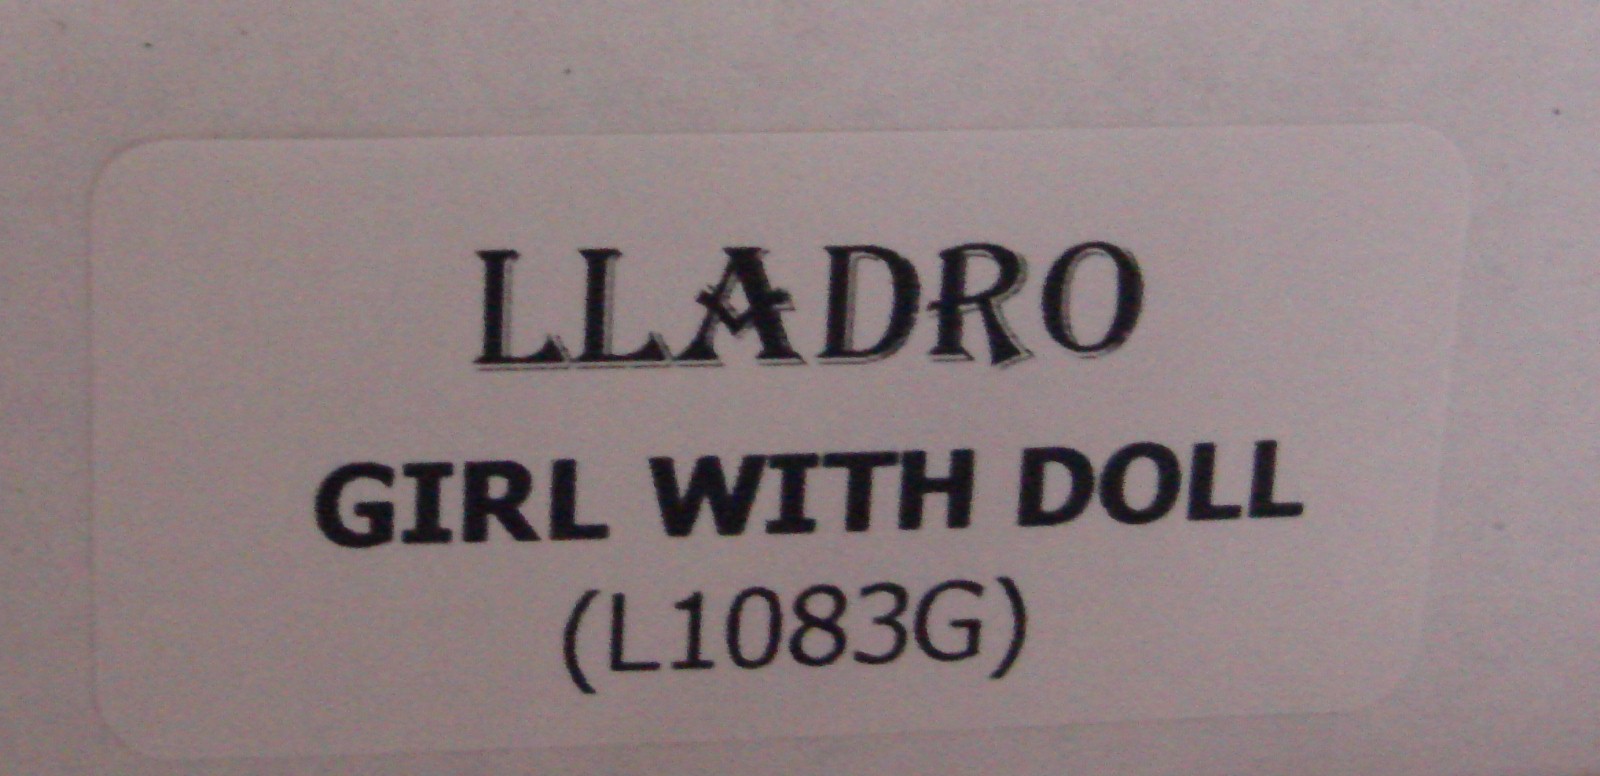 LLADRO
GIRL WITH DOLL
(L1083G)